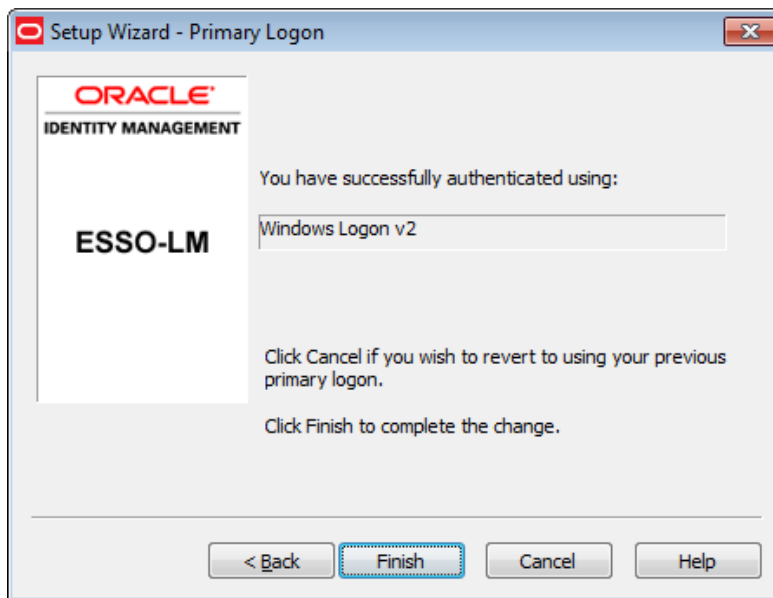 Setup Wizard - Primary Logon
ORACLE
IDENTITY MANAGEMENT
ESSO-LM
You have successfully authenticated using:
Windows Logon v2
Click Cancel if you wish to revert to using your previous
primary logon.
Click Finish to complete the change.
< Back
Finish
Cancel
Help